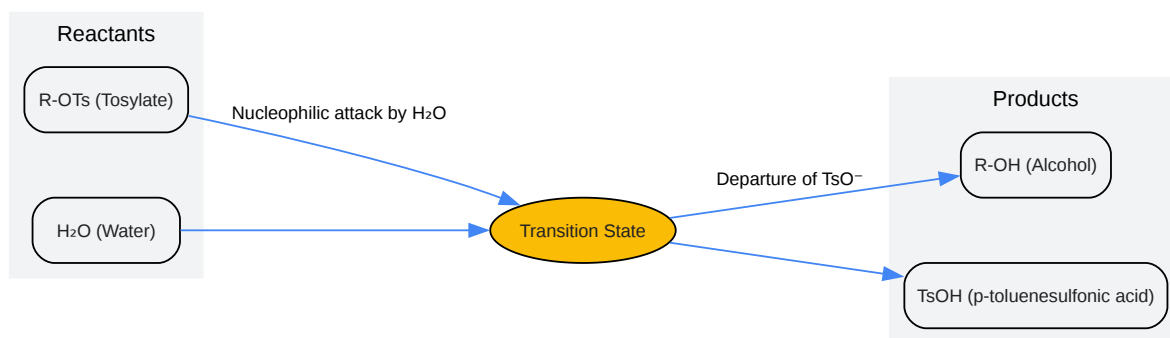 Reactants
R-OTs (Tosylate)
Nucleophilic attack by H₂O
H₂O (Water)
Transition State
Departure of TsO⁻
Products
R-OH (Alcohol)
TsOH (p-toluenesulfonic acid)